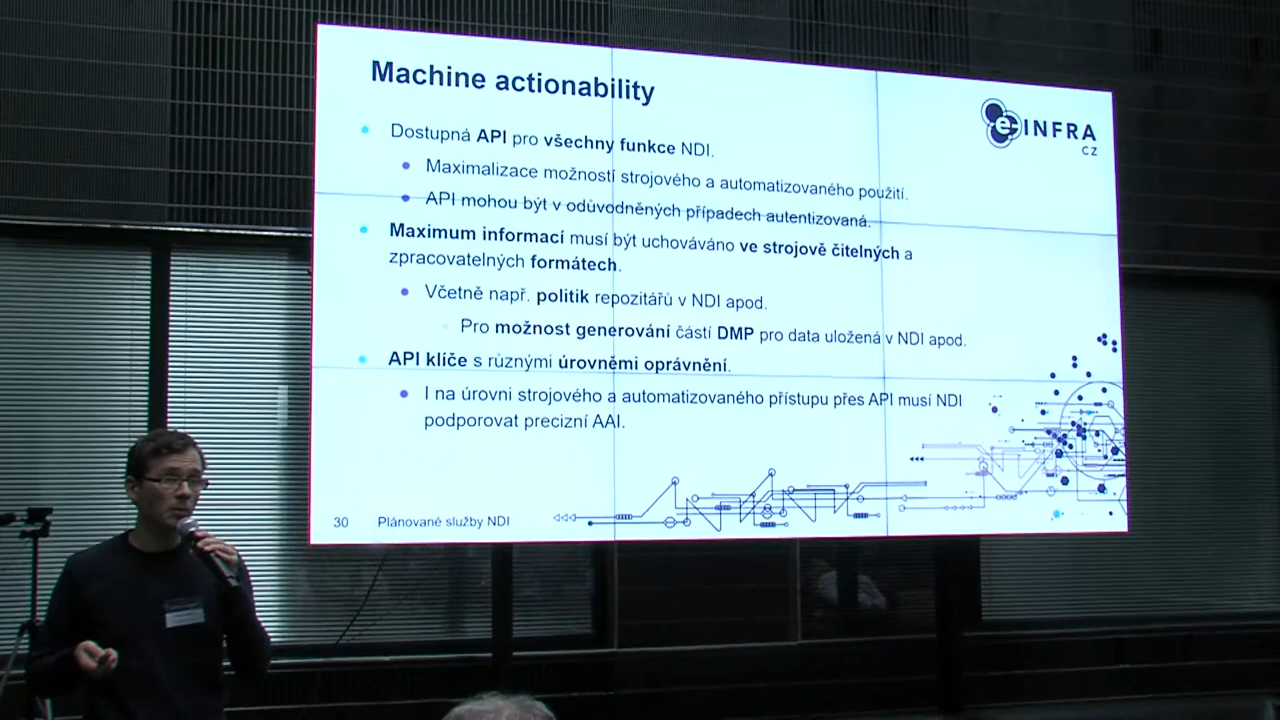 Machine actionability
e-INFRA
CZ
Dostupná API pro všechny funkce NDI.
Maximalizace možností strojového a automatizovaného použití.
API mohou být v odůvodněných případech autentizovaná.
Maximum informací musí být uchováváno ve strojově čitelných a
zpracovatelných formátech.
Včetně např. politik repozitářů v NDI apod.
Pro možnost generování částí DMP pro data uložená v NDI apod.
API klíče s různými úrovněmi oprávnění.
I na úrovni strojového a automatizovaného přístupu přes API musí NDI
podporovat precizní AAI.
30 Plánované služby NDI